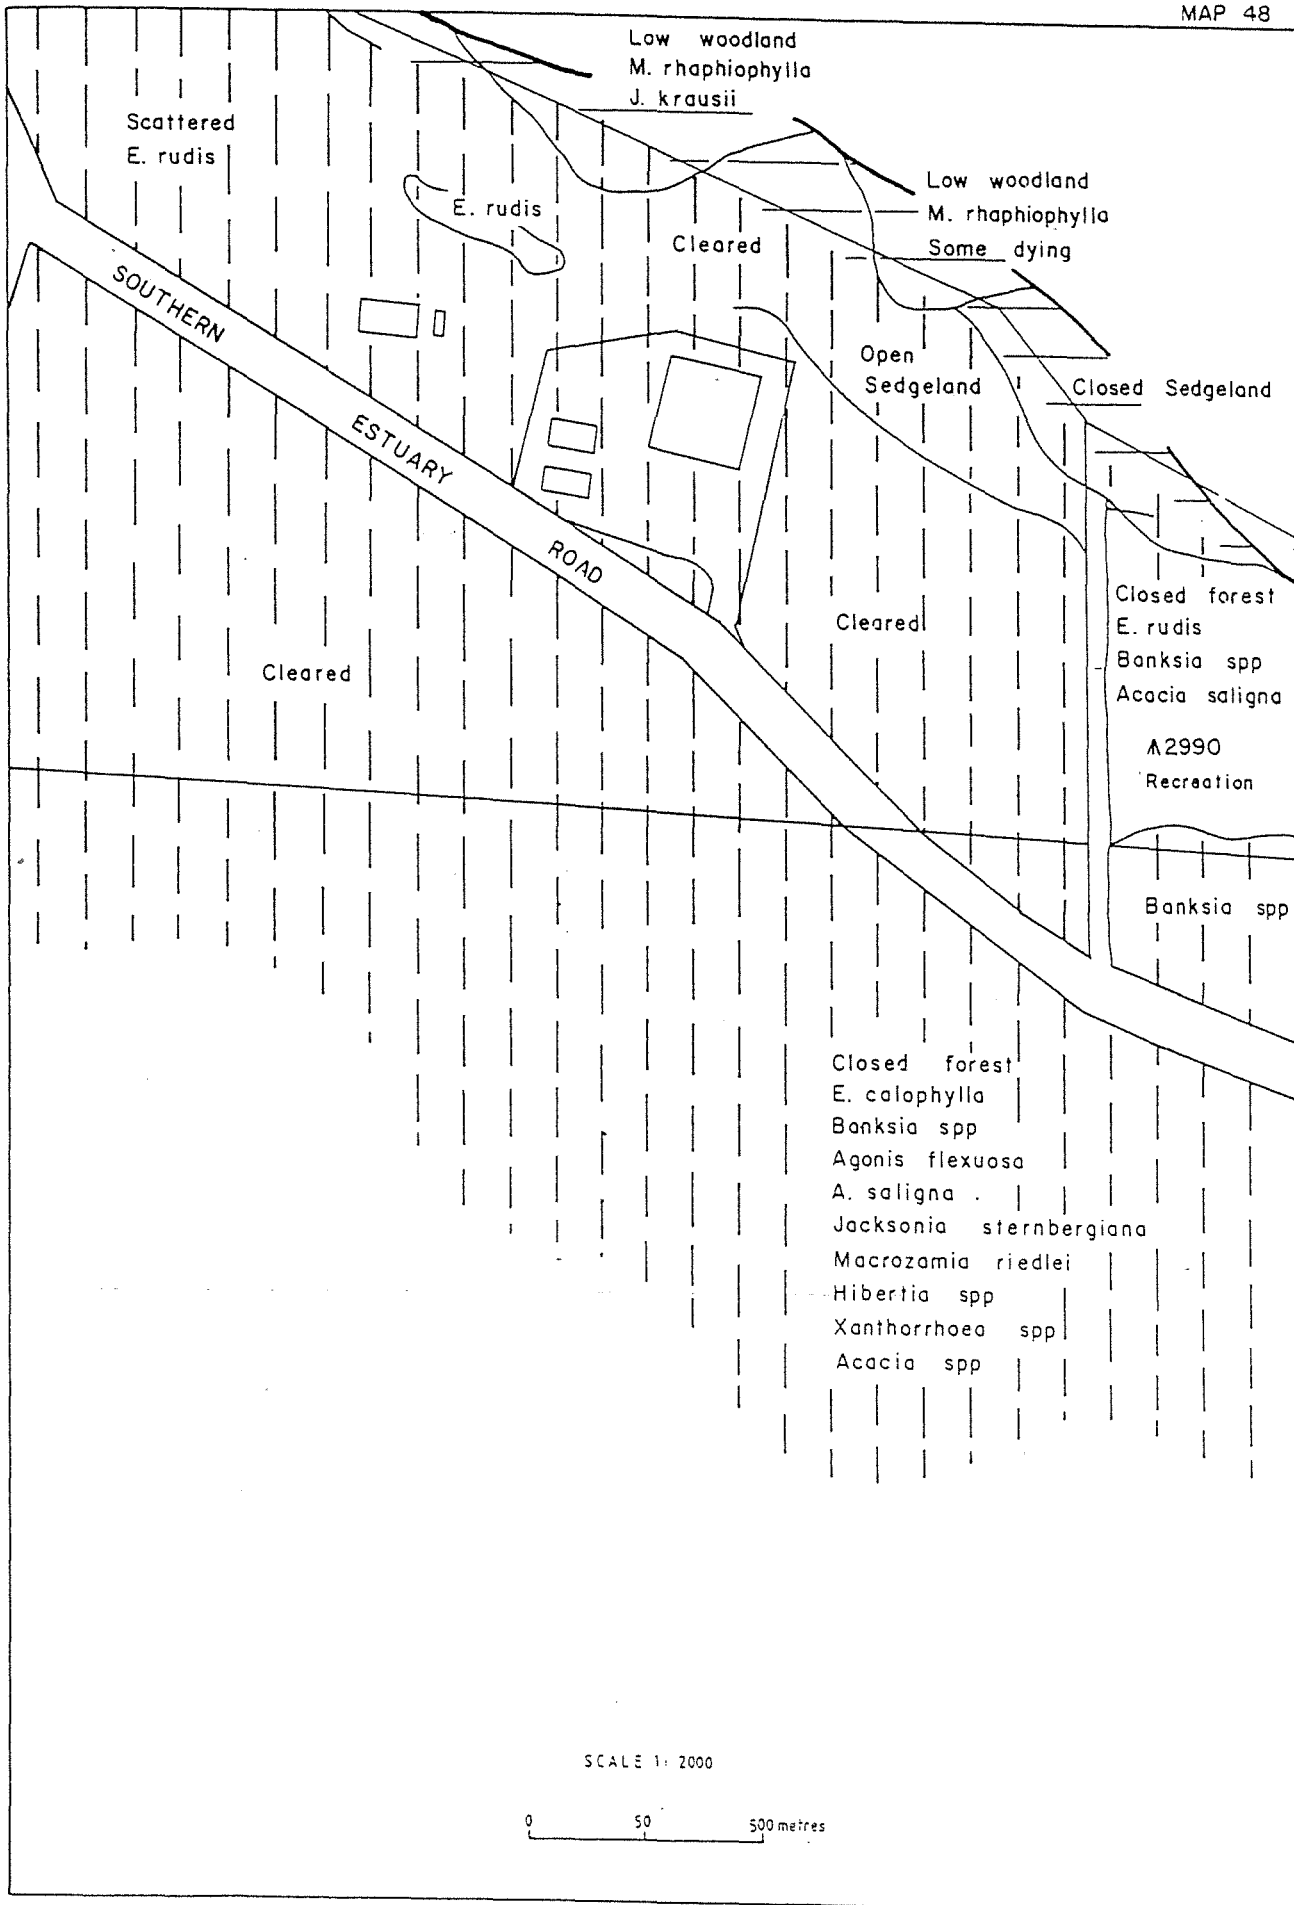 MAP 48
Low woodland
M. rhaphiophylla
J. krausii
Scattered
E. rudis
Low woodland
M. rhaphiophylla
Some dying
E. rudis
Cleared
Open
Sedgeland
Closed Sedgeland
SOUTHERN
ESTUARY
ROAD
Closed forest
E. rudis
Banksia spp
Acacia saligna
Cleared
Cleared
A2990
Recreation
Banksia spp
Closed forest
E. calophylla
Banksia spp
Agonis flexuosa
A. saligna .
Jacksonia sternbergiana
Macrozamia riedlei
Hibertia spp
Xanthorrhoea spp
Acacia spp
SCALE 1: 2000
0 50 500 metres